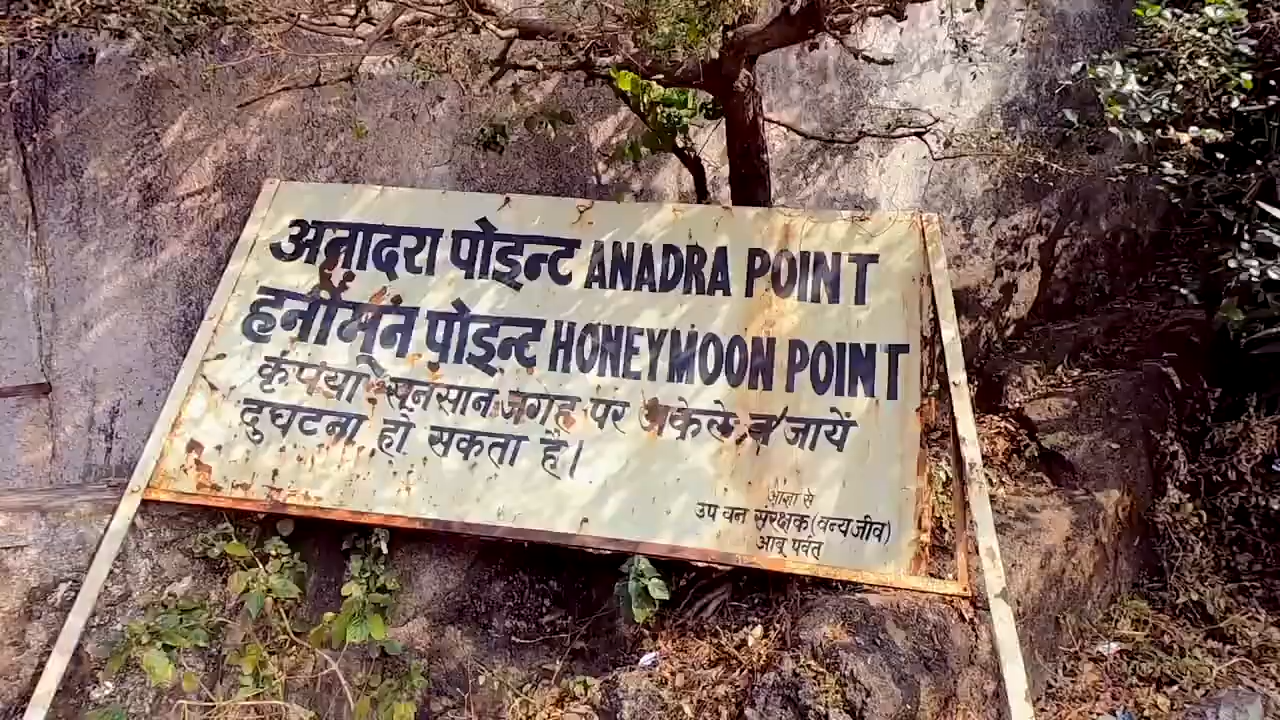 अनादरा पोइन्ट ANADRA POINT
हनीमुन पोइन्ट HONEYMOON POINT
कृपया सुनसान जगह पर अकेले न जायें
दुघटना हो सकता है।
आज्ञा से
उप वन संरक्षक (वन्यजीव)
आबू पर्वत